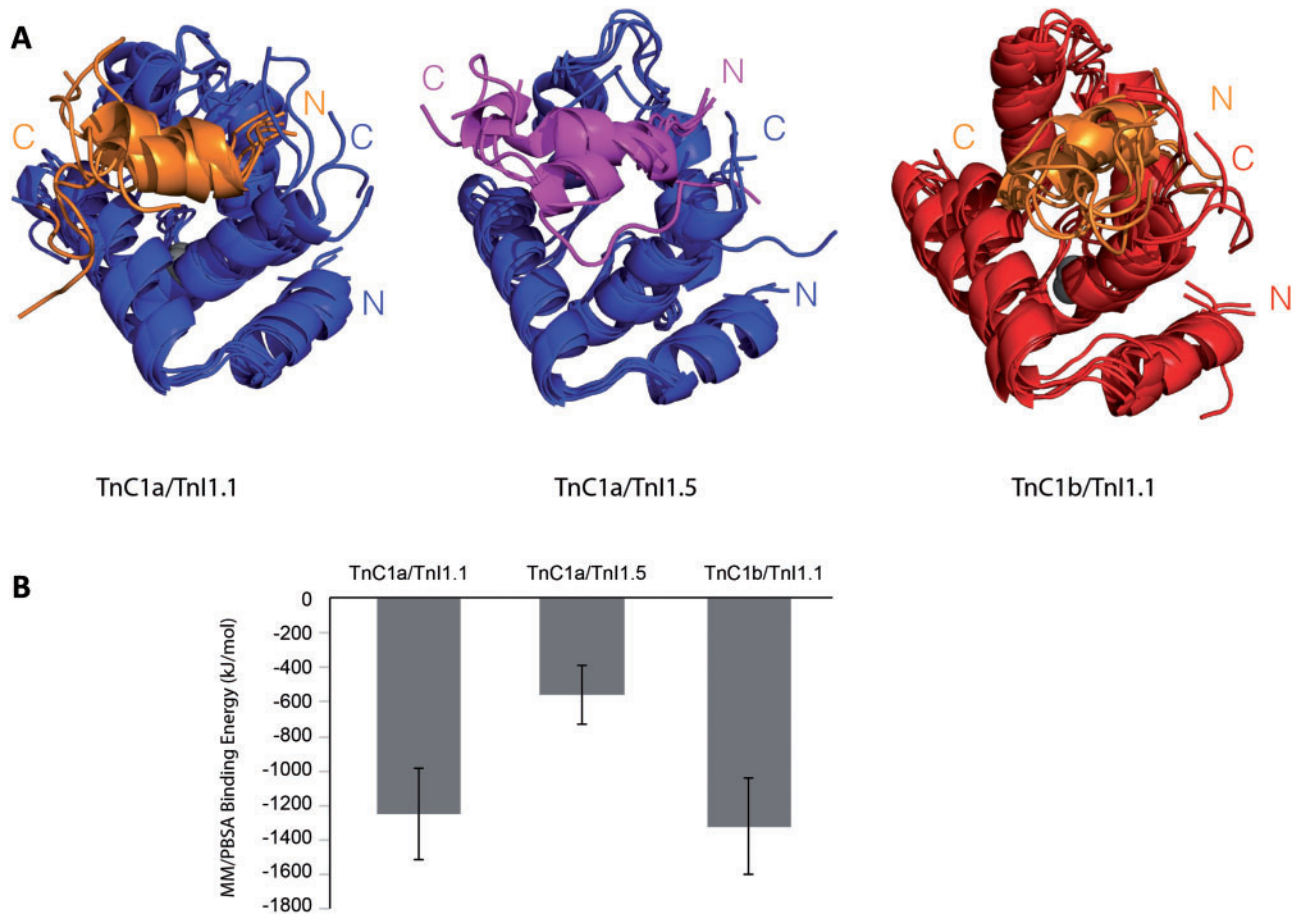 A
C
N
C
N
C
N
C
N
N
C
C
N
TnC1a/TnI1.1
TnC1a/TnI1.5
TnC1b/TnI1.1
B
TnC1a/TnI1.1
TnC1a/TnI1.5
TnC1b/TnI1.1
MM/PBSA Binding Energy (kJ/mol)
0
-200
-400
-600
-800
-1000
-1200
-1400
-1600
-1800